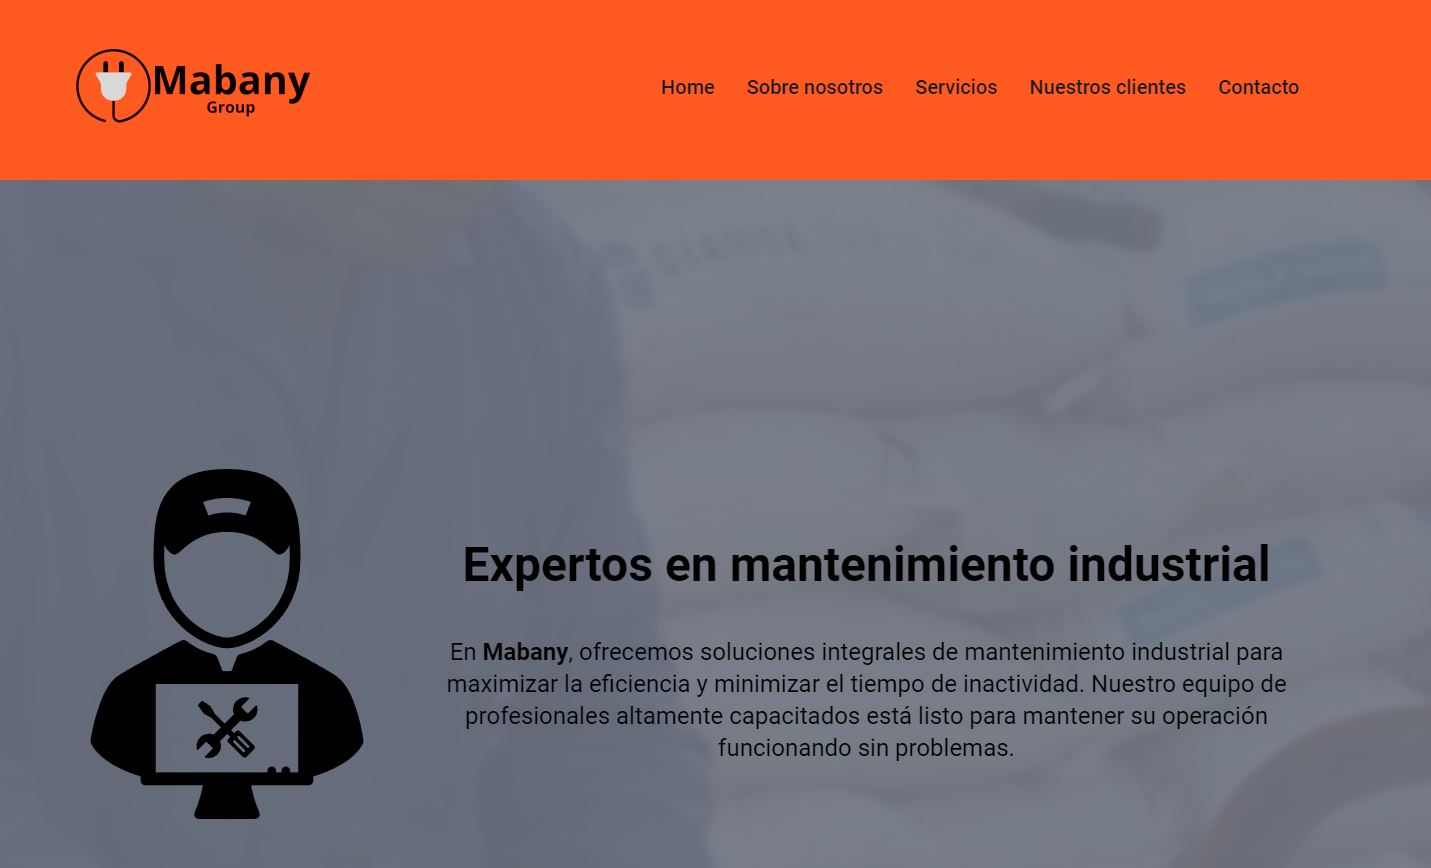 Mabany
Group
Home Sobre nosotros Servicios Nuestros clientes Contacto
Expertos en mantenimiento industrial
En Mabany, ofrecemos soluciones integrales de mantenimiento industrial para
maximizar la eficiencia y minimizar el tiempo de inactividad. Nuestro equipo de
profesionales altamente capacitados está listo para mantener su operación
funcionando sin problemas.